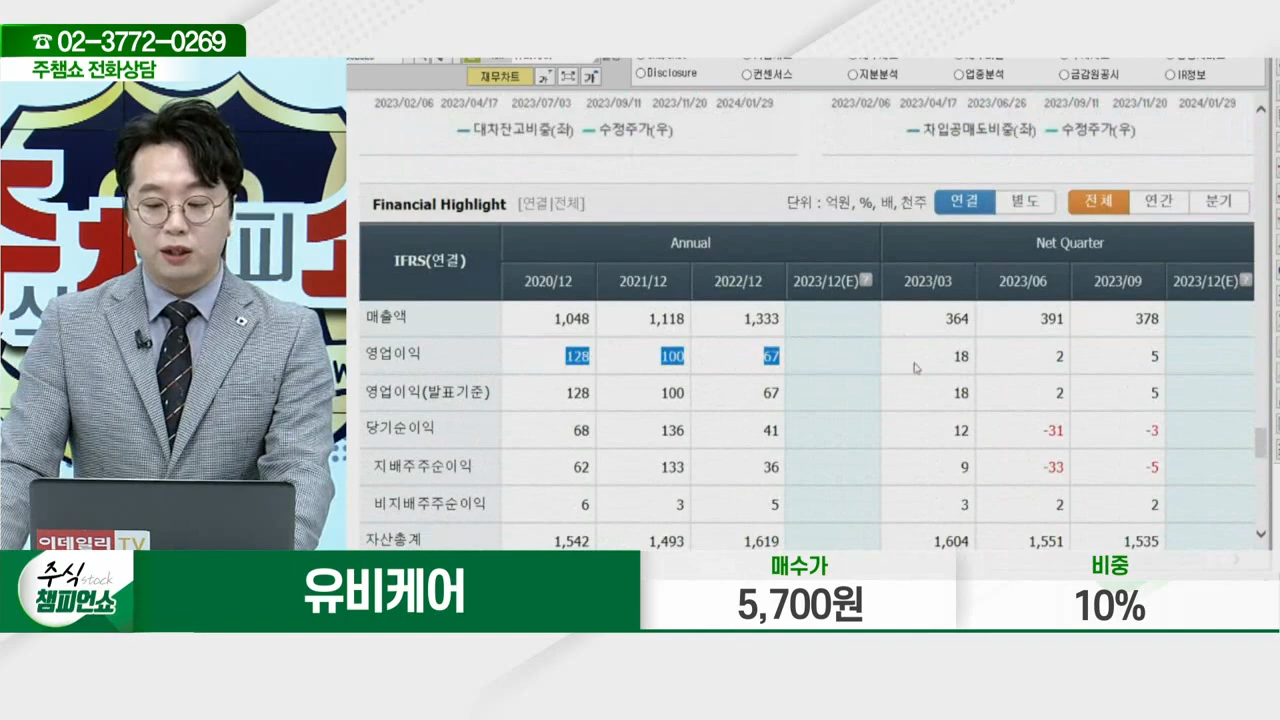 ☎ 02-3772-0269
주챔쇼 전화상담
재무차트
Disclosure
컨센서스
지분분석
업종분석
금감원공시
IR정보
2023/02/06 2023/04/17 2023/07/03 2023/09/11 2023/11/20 2024/01/29
2023/02/06 2023/04/17 2023/06/26 2023/09/11 2023/11/20 2024/01/29
대차잔고비중(좌) 수정주가(우)
차입공매도비중(좌) 수정주가(우)
Financial Highlight [연결|전체]
단위 : 억원, %, 배, 천주 연결 별도 전체 연간 분기
IFRS(연결) Annual Net Quarter
2020/12 2021/12 2022/12 2023/12(E) 2023/03 2023/06 2023/09 2023/12(E)
매출액 1,048 1,118 1,333 364 391 378
영업이익 128 100 67 18 2 5
영업이익(발표기준) 128 100 67 18 2 5
당기순이익 68 136 41 12 -31 -3
지배주주순이익 62 133 36 9 -33 -5
비지배주주순이익 6 3 5 3 2 2
자산총계 1,542 1,493 1,619 1,604 1,551 1,535
이데일리TV
주식stock
챔피언쇼
유비케어
매수가
5,700원
비중
10%